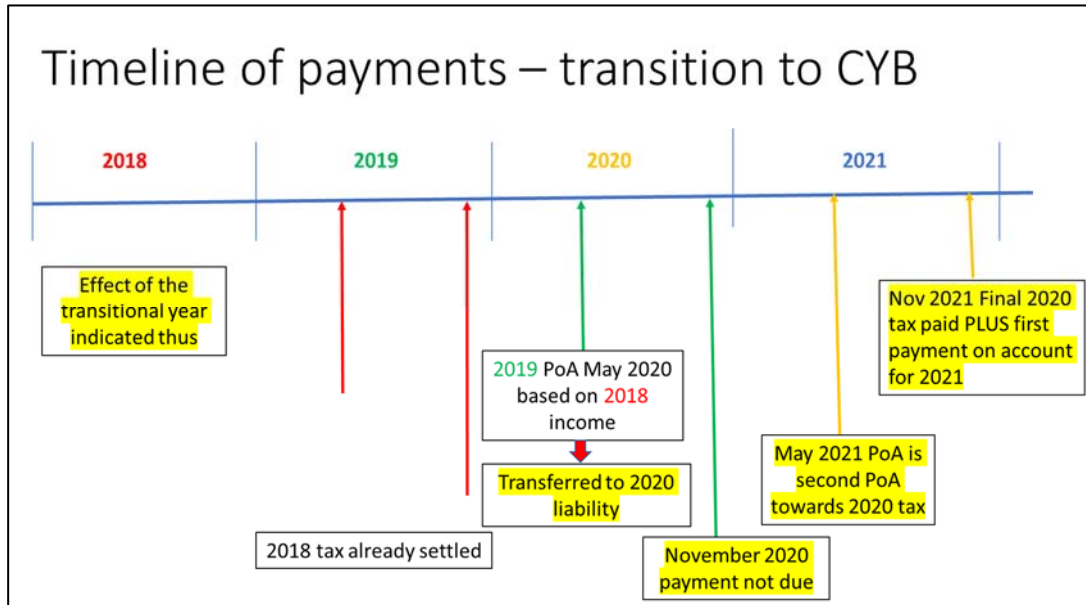 Timeline of payments – transition to CYB
2018
2019
2020
2021
Effect of the
transitional year
indicated thus
2018 tax already settled
2019 PoA May 2020
based on 2018
income
Transferred to 2020
liability
November 2020
payment not due
May 2021 PoA is
second PoA
towards 2020 tax
Nov 2021 Final 2020
tax paid PLUS first
payment on account
for 2021